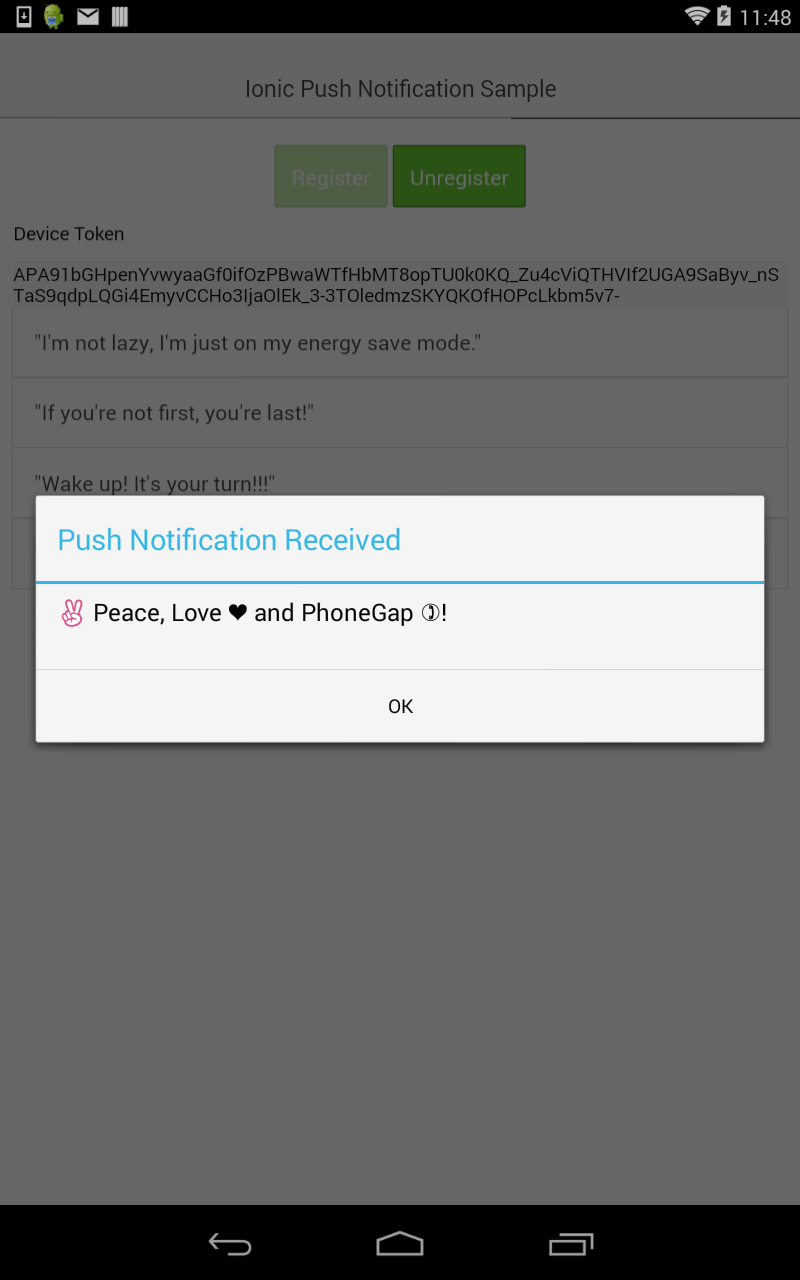 11:48
Ionic Push Notification Sample
Register Unregister
Device Token
APA91bGHpenYvwyaaGf0ifOzPBwaWTfHbMT8opTU0k0KQ_Zu4cViQTHVIf2UGA9SaByv_nS
TaS9qdpLQGi4EmyvCCHo3IjaOlEk_3-3TOledmzSKYQKOfHOPcLkbm5v7-
"I'm not lazy, I'm just on my energy save mode."
"If you're not first, you're last!"
"Wake up! It's your turn!!!"
Push Notification Received
✌ Peace, Love ❤ and PhoneGap ✆!
OK